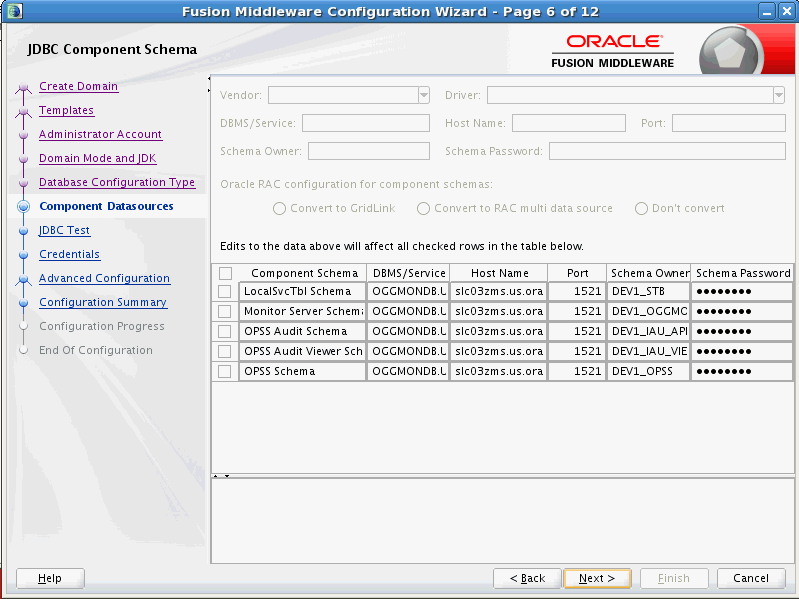 Fusion Middleware Configuration Wizard - Page 6 of 12
JDBC Component Schema
ORACLE
FUSION MIDDLEWARE
Create Domain
Templates
Administrator Account
Domain Mode and JDK
Database Configuration Type
Component Datasources
JDBC Test
Credentials
Advanced Configuration
Configuration Summary
Configuration Progress
End Of Configuration
Vendor: Driver:
DBMS/Service: Host Name: Port:
Schema Owner: Schema Password:
Oracle RAC configuration for component schemas:
Convert to GridLink Convert to RAC multi data source Don't convert
Edits to the data above will affect all checked rows in the table below.
Component Schema DBMS/Service Host Name Port Schema Owner Schema Password
LocalSvcTbl Schema OGGMONDB.U slc03zms.us.ora 1521 DEV1_STB ●●●●●●●●
Monitor Server Schema OGGMONDB.U slc03zms.us.ora 1521 DEV1_OGGMO ●●●●●●●●
OPSS Audit Schema OGGMONDB.U slc03zms.us.ora 1521 DEV1_IAU_API ●●●●●●●●
OPSS Audit Viewer Sch OGGMONDB.U slc03zms.us.ora 1521 DEV1_IAU_VIE ●●●●●●●●
OPSS Schema OGGMONDB.U slc03zms.us.ora 1521 DEV1_OPSS ●●●●●●●●
Help < Back Next > Finish Cancel